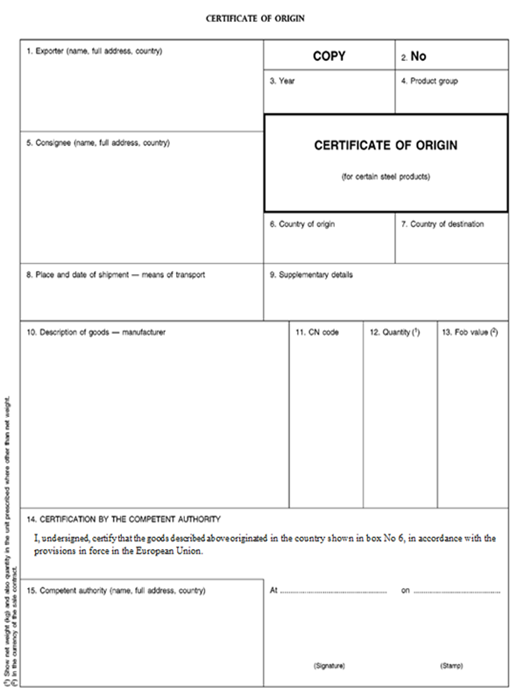 CERTIFICATE OF ORIGIN
1. Exporter (name, full address, country)
COPY
2. No
3. Year
4. Product group
5. Consignee (name, full address, country)
CERTIFICATE OF ORIGIN
(for certain steel products)
6. Country of origin
7. Country of destination
8. Place and date of shipment — means of transport
9. Supplementary details
10. Description of goods — manufacturer
11. CN code
12. Quantity (¹)
13. Fob value (²)
14. CERTIFICATION BY THE COMPETENT AUTHORITY
I, undersigned, certify that the goods described above originated in the country shown in box No 6, in accordance with the
provisions in force in the European Union.
15. Competent authority (name, full address, country)
At ........................................ on ................................
(Signature)
(Stamp)
(¹) Show net weight (kg) and also quantity in the unit prescribed where other than net weight.
(²) In the currency of the sale contract.